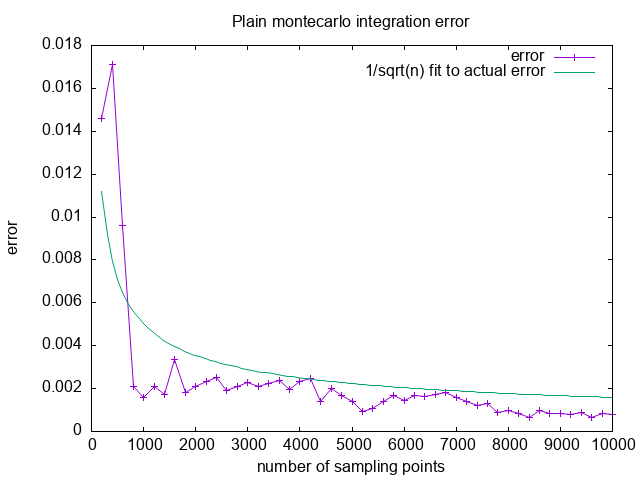 Plain montecarlo integration error
error
1/sqrt(n) fit to actual error
0.018
0.016
0.014
0.012
0.01
0.008
0.006
0.004
0.002
0
error
0 1000 2000 3000 4000 5000 6000 7000 8000 9000 10000
number of sampling points